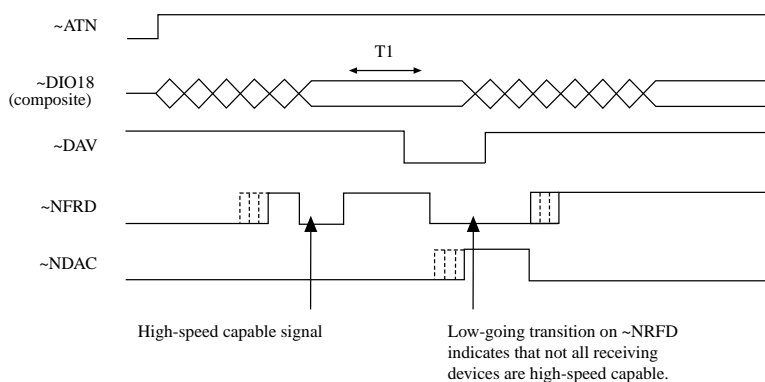 ~ATN
T1
~DIO18
(composite)
~DAV
~NFRD
~NDAC
High-speed capable signal
Low-going transition on ~NRFD
indicates that not all receiving
devices are high-speed capable.